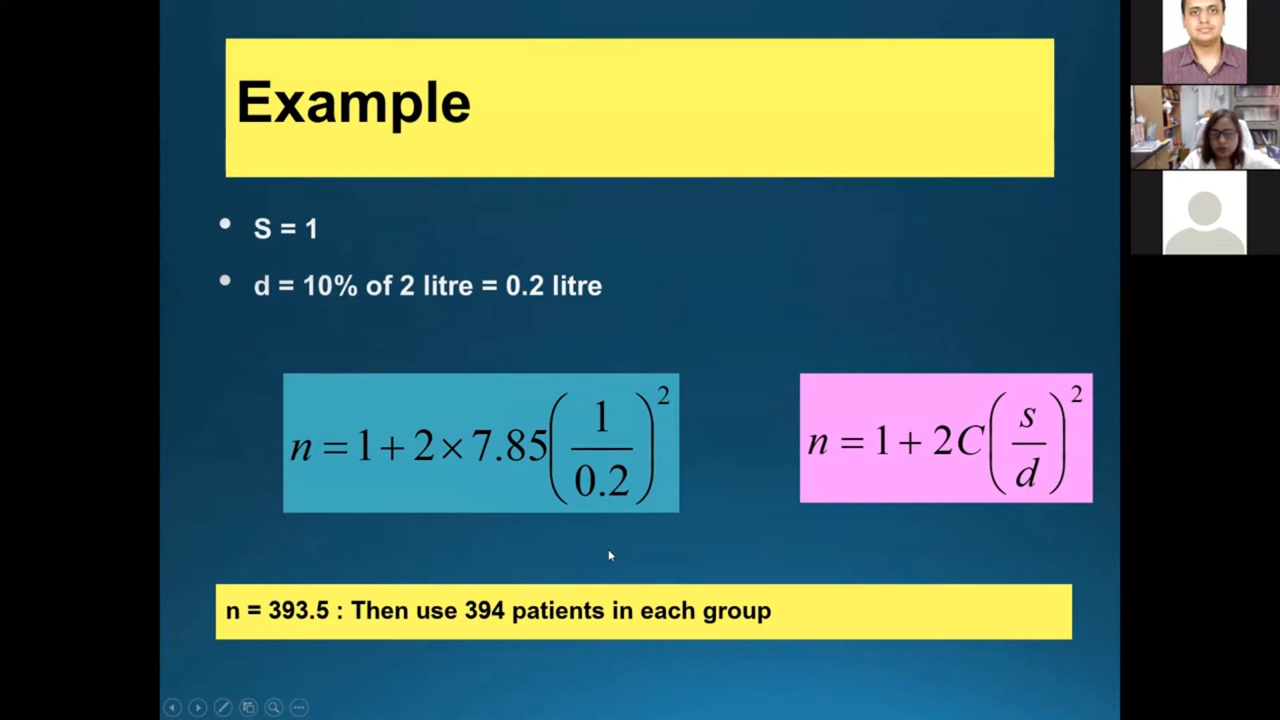 Example
• S = 1
• d = 10% of 2 litre = 0.2 litre
n = 1 + 2 × 7.85(1/0.2)²
n = 1 + 2C(s/d)²
n = 393.5 : Then use 394 patients in each group